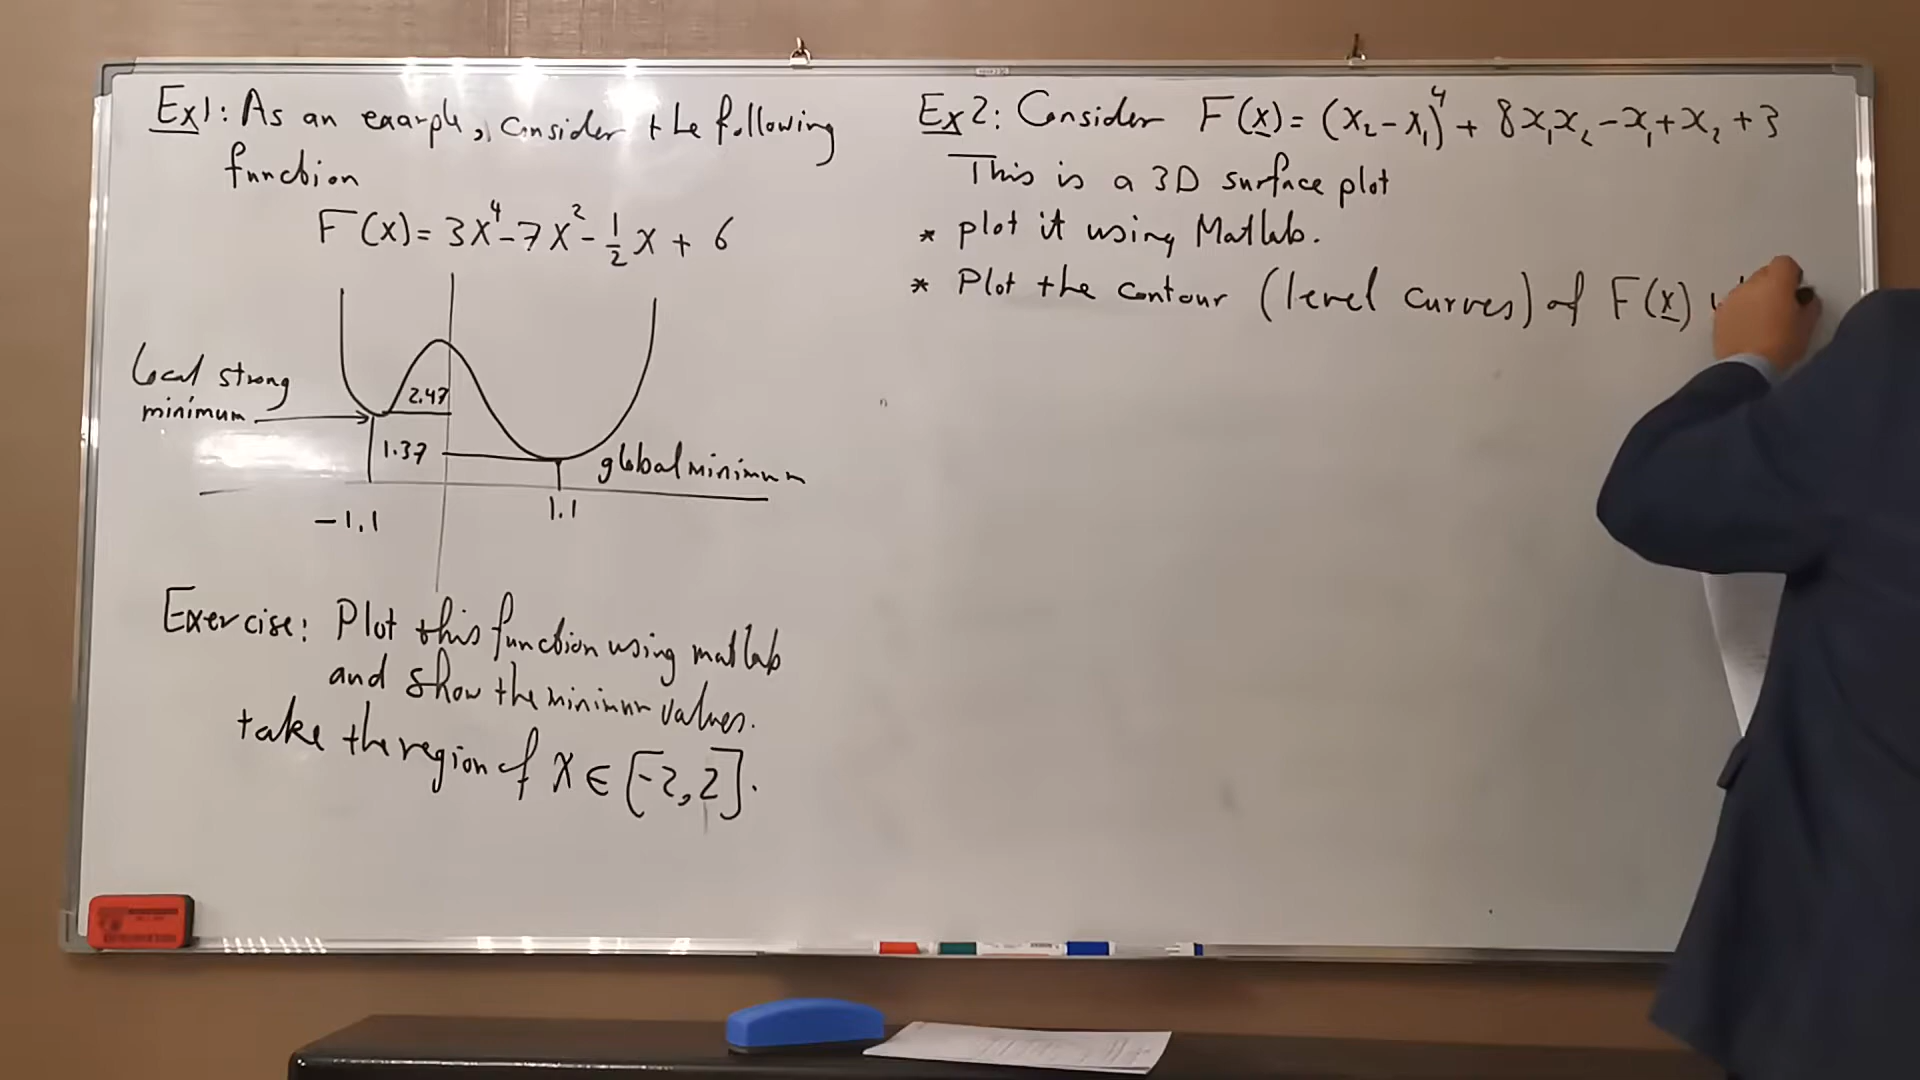 Ex1: As an eaarple, Consider the following
function
F(x) = 3x⁴ - 7x² - 1/2 x + 6
local strong
minimum
2.47
1.37
global minimum
-1.1
1.1
Exercise: Plot this function using matlab
and show the minimum values.
take the region of x ∈ [-2, 2].
Ex2: Consider F(x) = (x₂ - x₁)⁴ + 8x₁x₂ - x₁ + x₂ + 3
This is a 3D surface plot
* plot it using Matlab.
* Plot the contour (level curves) of F(x)